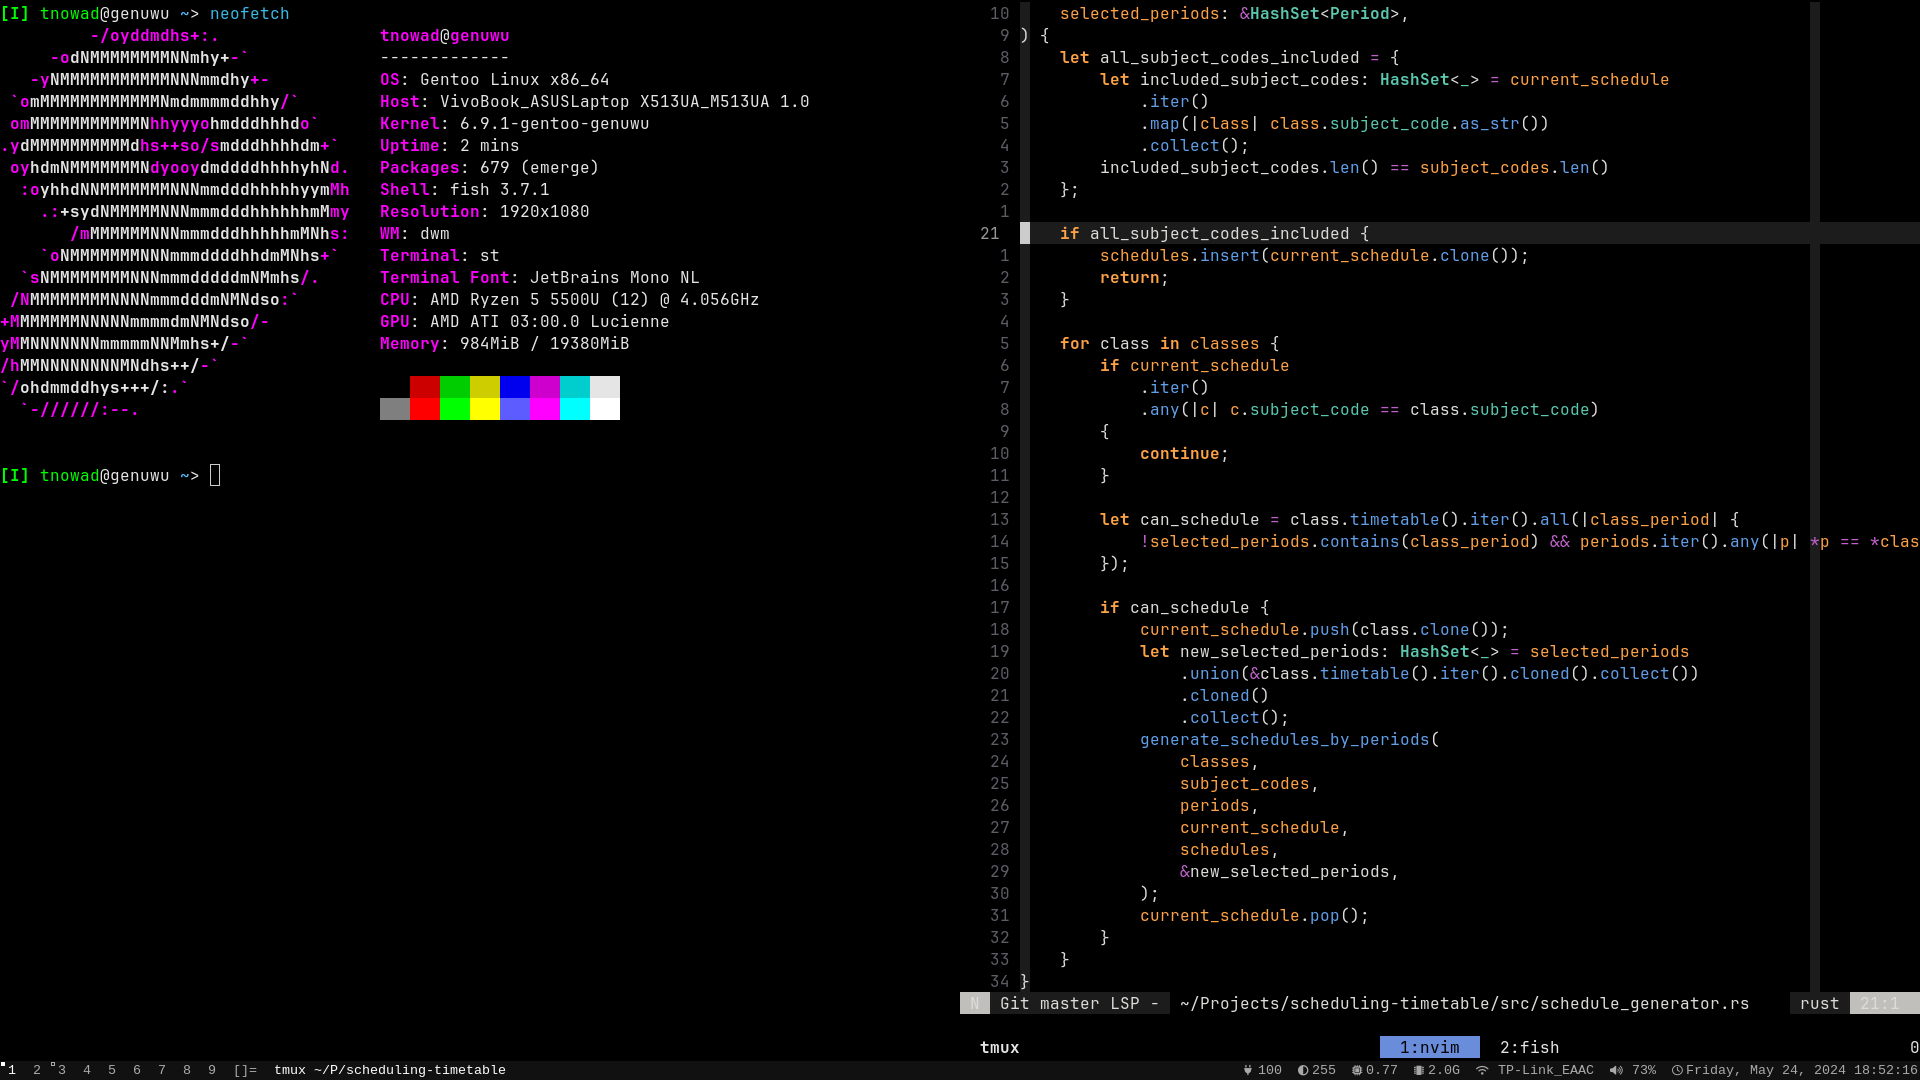 [I] tnowad@genuwu ~> neofetch
         -/oyddmdhs+:.                tnowad@genuwu
     -odNMMMMMMMMNNmhy+-`             -------------
   -yNMMMMMMMMMMMNNNmmdhy+-           OS: Gentoo Linux x86_64
 `omMMMMMMMMMMMMNmdmmmmddhhy/`        Host: VivoBook_ASUSLaptop X513UA_M513UA 1.0
 omMMMMMMMMMMMNhhyyyohmdddhhhdo`      Kernel: 6.9.1-gentoo-genuwu
.ydMMMMMMMMMMdhs++so/smdddhhhhdm+`    Uptime: 2 mins
 oyhdmNMMMMMMMNdyooydmddddhhhhyhNd.   Packages: 679 (emerge)
  :oyhhdNNMMMMMMMNNNmmdddhhhhhyymMh   Shell: fish 3.7.1
    .:+sydNMMMMMNNNmmmdddhhhhhhmMmy   Resolution: 1920x1080
       /mMMMMMMNNNmmmdddhhhhhmMNhs:   WM: dwm
    `oNMMMMMMMNNNmmmddddhhdmMNhs+`    Terminal: st
  `sNMMMMMMMMNNNmmmdddddmNMmhs/.      Terminal Font: JetBrains Mono NL
 /NMMMMMMMMNNNNmmmdddmNMNdso:`        CPU: AMD Ryzen 5 5500U (12) @ 4.056GHz
+MMMMMMMNNNNNmmmmdmNMNdso/-           GPU: AMD ATI 03:00.0 Lucienne
yMMNNNNNNNmmmmmNNMmhs+/-`             Memory: 984MiB / 19380MiB
/hMMNNNNNNNNMNdhs++/-`
`/ohdmmddhys+++/:.`
  `-//////:--.
[I] tnowad@genuwu ~>
10     selected_periods: &HashSet<Period>,
9 ) {
8     let all_subject_codes_included = {
7         let included_subject_codes: HashSet<_> = current_schedule
6             .iter()
5             .map(|class| class.subject_code.as_str())
4             .collect();
3         included_subject_codes.len() == subject_codes.len()
2     };
1
21     if all_subject_codes_included {
1         schedules.insert(current_schedule.clone());
2         return;
3     }
4
5     for class in classes {
6         if current_schedule
7             .iter()
8             .any(|c| c.subject_code == class.subject_code)
9         {
10             continue;
11         }
12
13         let can_schedule = class.timetable().iter().all(|class_period| {
14             !selected_periods.contains(class_period) && periods.iter().any(|p| *p == *clas
15         });
16
17         if can_schedule {
18             current_schedule.push(class.clone());
19             let new_selected_periods: HashSet<_> = selected_periods
20                 .union(&class.timetable().iter().cloned().collect())
21                 .cloned()
22                 .collect();
23             generate_schedules_by_periods(
24                 classes,
25                 subject_codes,
26                 periods,
27                 current_schedule,
28                 schedules,
29                 &new_selected_periods,
30             );
31             current_schedule.pop();
32         }
33     }
34 }
N  Git master LSP -  ~/Projects/scheduling-timetable/src/schedule_generator.rs  rust  21:1
tmux 1:nvim 2:fish 0
1 2 3 4 5 6 7 8 9 []= tmux ~/P/scheduling-timetable 100 255 0.77 2.0G TP-Link_EAAC 73% Friday, May 24, 2024 18:52:16